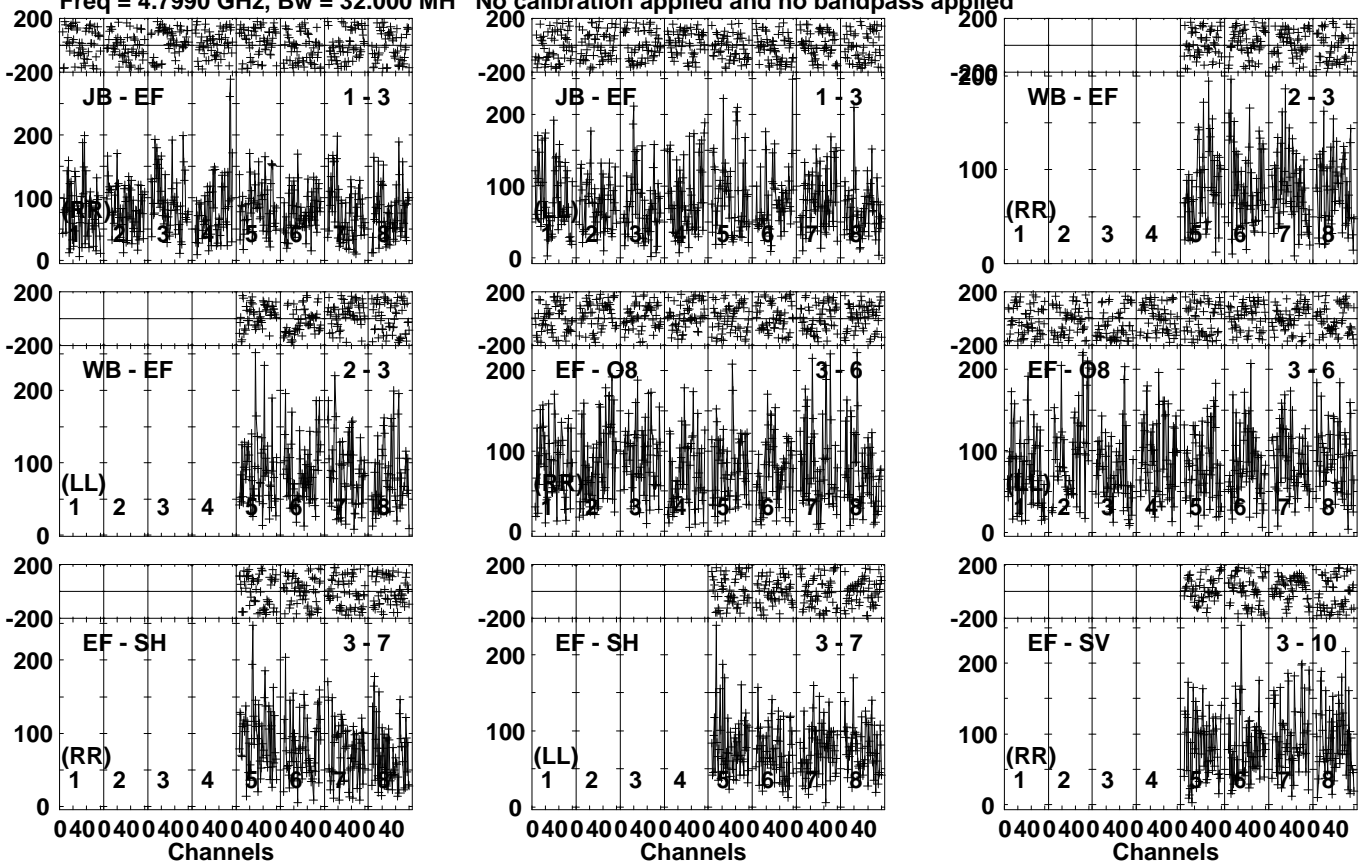 Freq = 4.7990 GHz, Bw = 32.000 MH No calibration applied and no bandpass applied
200
-200
JB - EF 1 - 3
200
100
0
(RR)
1 2 3 4 5 6 7 8
200
-200
JB - EF 1 - 3
200
100
0
(LL)
1 2 3 4 5 6 7 8
200
-200
200
WB - EF 2 - 3
100
0
(RR)
1 2 3 4 5 6 7 8
200
-200
WB - EF 2 - 3
200
100
0
(LL)
1 2 3 4 5 6 7 8
200
-200
EF - O8 3 - 6
200
100
0
(RR)
1 2 3 4 5 6 7 8
200
-200
EF - O8 3 - 6
200
100
0
(LL)
1 2 3 4 5 6 7 8
200
-200
EF - SH 3 - 7
200
100
0
(RR)
1 2 3 4 5 6 7 8
0 40 0 40 0 40 0 40 0 40 0 40 0 40 0 40
Channels
200
-200
EF - SH 3 - 7
200
100
0
(LL)
1 2 3 4 5 6 7 8
0 40 0 40 0 40 0 40 0 40 0 40 0 40 0 40
Channels
200
-200
EF - SV 3 - 10
200
100
0
(RR)
1 2 3 4 5 6 7 8
0 40 0 40 0 40 0 40 0 40 0 40 0 40 0 40
Channels